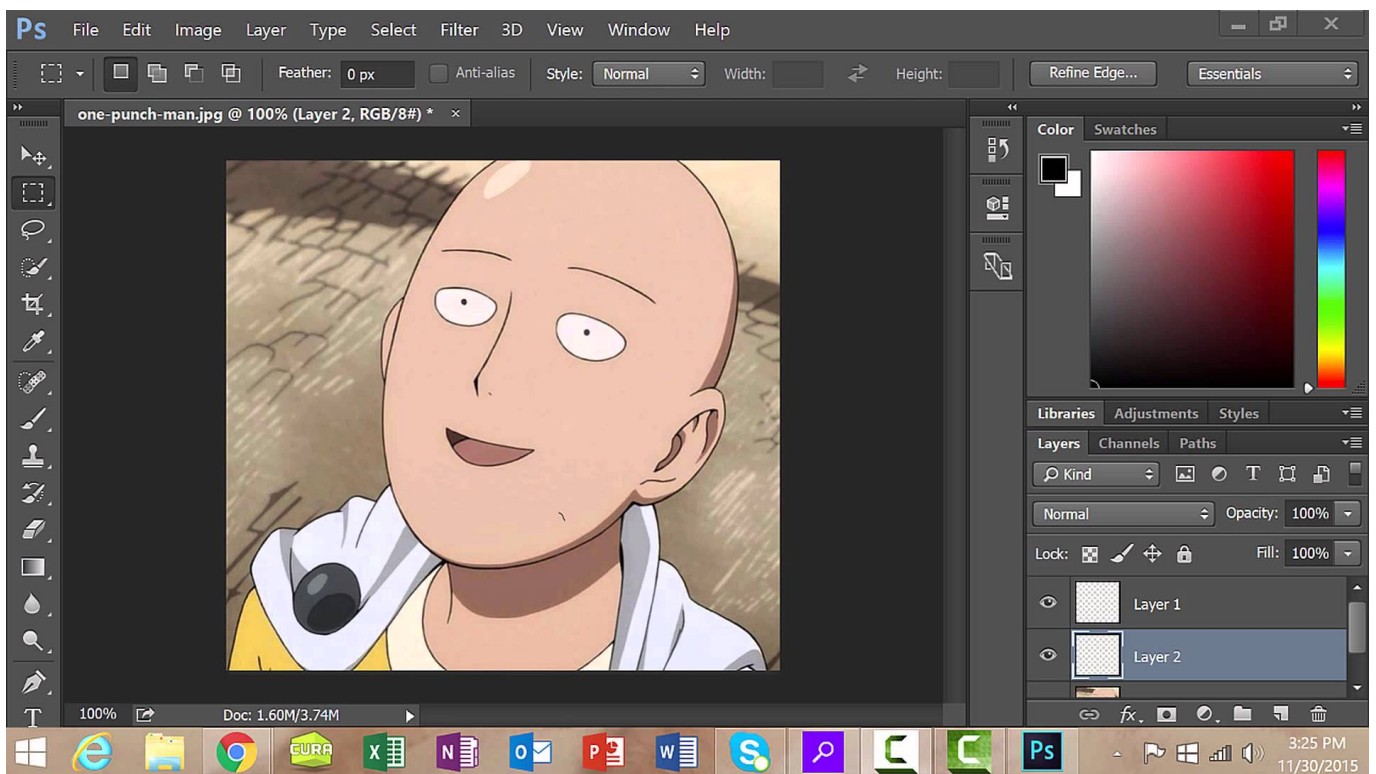 Ps File Edit Image Layer Type Select Filter 3D View Window Help
Feather: 0 px Anti-alias Style: Normal Width: Height: Refine Edge... Essentials
one-punch-man.jpg @ 100% (Layer 2, RGB/8#) * ×
Color Swatches
Libraries Adjustments Styles
Layers Channels Paths
Kind T
Normal Opacity: 100%
Lock: Fill: 100%
Layer 1
Layer 2
fx
T
100% Doc: 1.60M/3.74M
CURA X N O P W S C C Ps 3:25 PM
11/30/2015